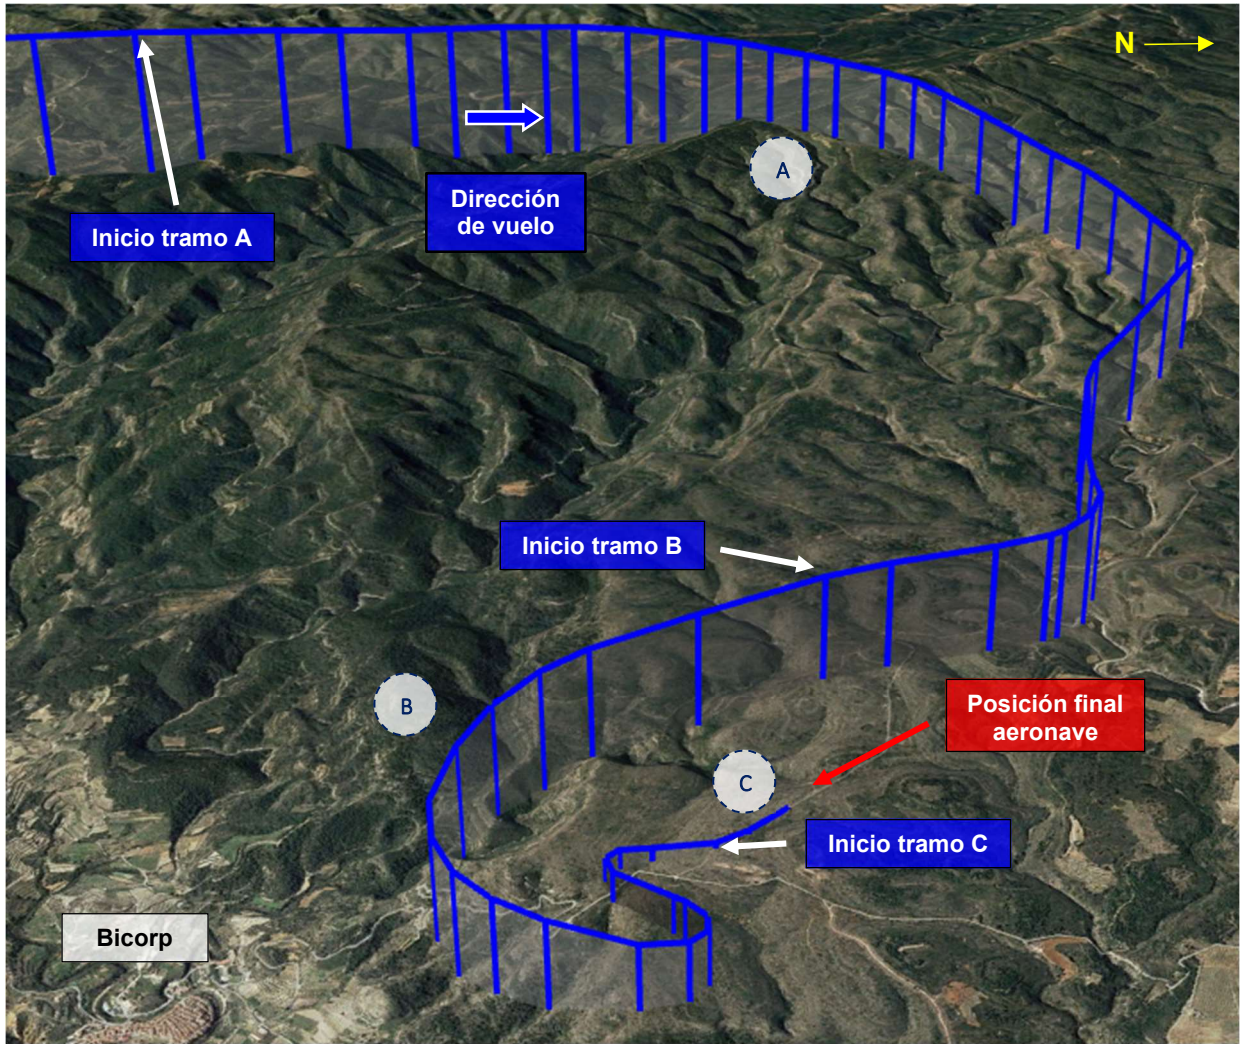 N
A
Inicio tramo A
Dirección
de vuelo
Inicio tramo B
B
Posición final
aeronave
C
Inicio tramo C
Bicorp